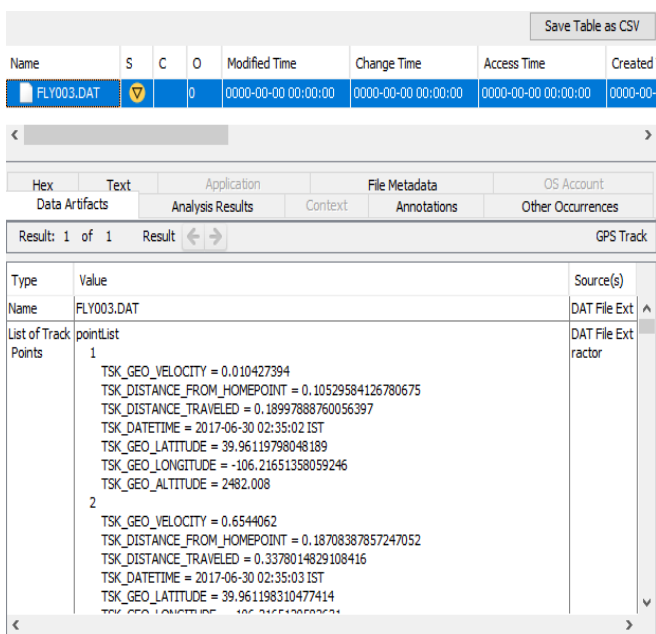 Save Table as CSV
Name S C O Modified Time Change Time Access Time Created
FLY003.DAT 0 0000-00-00 00:00:00 0000-00-00 00:00:00 0000-00-00 00:00:00 0000-00-
Hex Text Application File Metadata OS Account
Data Artifacts Analysis Results Context Annotations Other Occurrences
Result: 1 of 1 Result GPS Track
Type Value Source(s)
Name FLY003.DAT DAT File Ext
List of Track pointList DAT File Ext
Points 1 ractor
TSK_GEO_VELOCITY = 0.010427394
TSK_DISTANCE_FROM_HOMEPOINT = 0.10529584126780675
TSK_DISTANCE_TRAVELED = 0.18997888760056397
TSK_DATETIME = 2017-06-30 02:35:02 IST
TSK_GEO_LATITUDE = 39.96119798048189
TSK_GEO_LONGITUDE = -106.21651358059246
TSK_GEO_ALTITUDE = 2482.008
2
TSK_GEO_VELOCITY = 0.6544062
TSK_DISTANCE_FROM_HOMEPOINT = 0.18708387857247052
TSK_DISTANCE_TRAVELED = 0.3378014829108416
TSK_DATETIME = 2017-06-30 02:35:03 IST
TSK_GEO_LATITUDE = 39.961198310477414